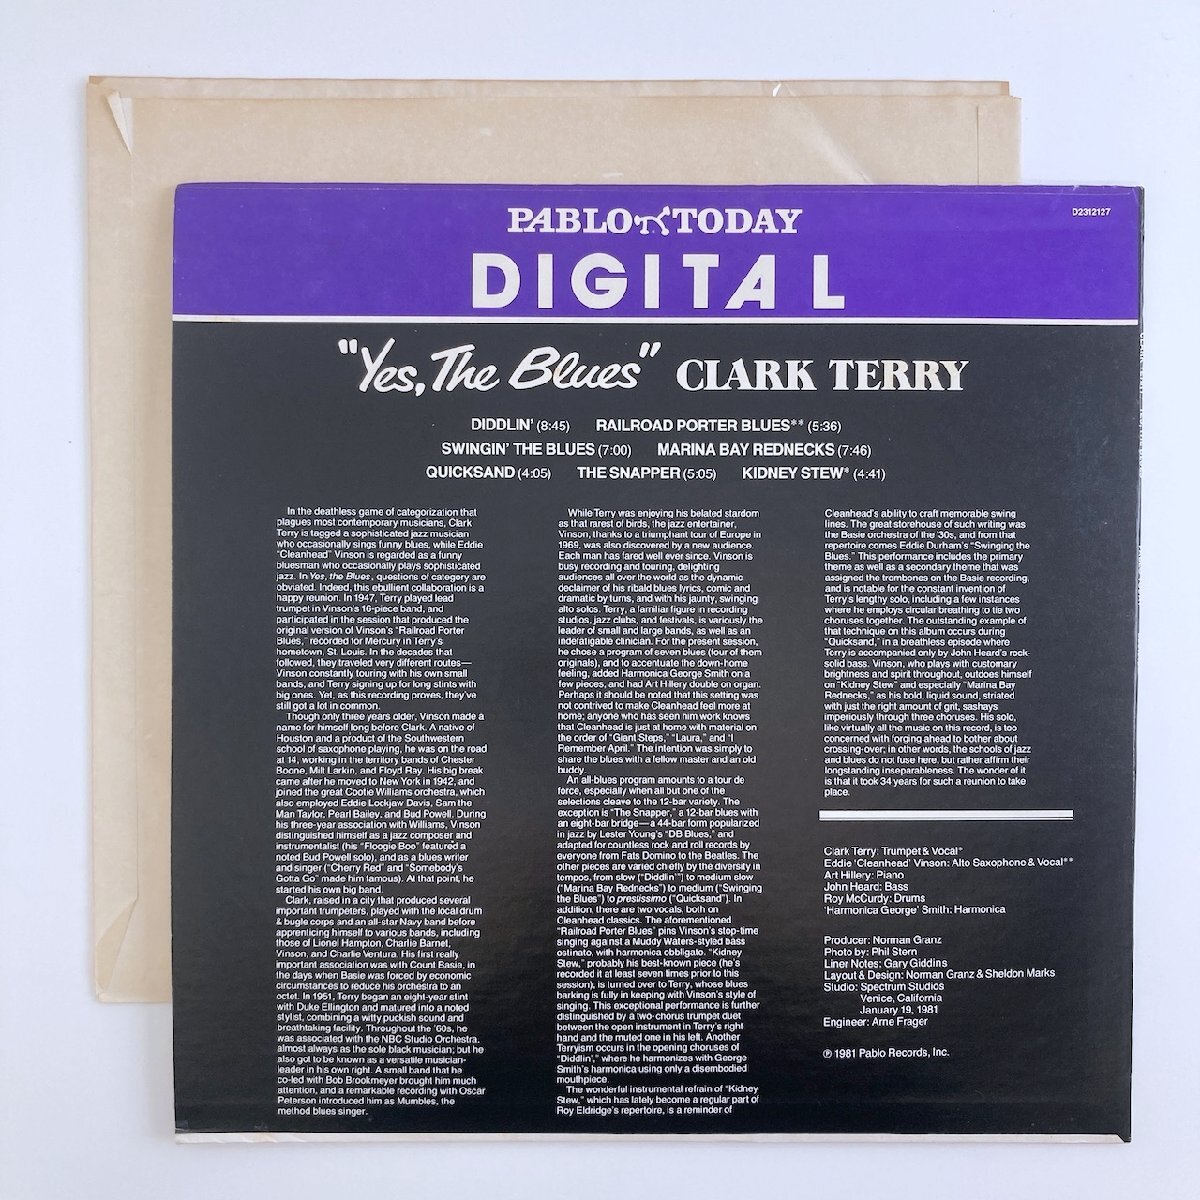 PABLO TODAY
D2312127
DIGITAL
"Yes, The Blues" CLARK TERRY
DIDDLIN' (8:45) RAILROAD PORTER BLUES** (5:36)
SWINGIN' THE BLUES (7:00) MARINA BAY REDNECKS (7:46)
QUICKSAND (4:05) THE SNAPPER (5:05) KIDNEY STEW* (4:41)
In the deathless game of categorization that
plagues most contemporary musicians, Clark
Terry is tagged a sophisticated jazz musician
who occasionally sings funny blues, while Eddie
"Cleanhead" Vinson is regarded as a funny
bluesman who occasionally plays sophisticated
jazz. In Yes, the Blues, questions of category are
obviated. Indeed, this ebullient collaboration is a
happy reunion. In 1947, Terry played lead
trumpet in Vinson's 16-piece band, and
participated in the session that produced the
original version of Vinson's "Railroad Porter
Blues," recorded for Mercury in Terry's
hometown, St. Louis. In the decades that
followed, they traveled very different routes—
Vinson constantly touring with his own small
bands, and Terry signing up for long stints with
big ones. Yet, as this recording proves, they've
still got a lot in common.
Though only three years older, Vinson made a
name for himself long before Clark. A native of
Houston and a product of the Southwestern
school of saxophone playing, he was on the road
at 14, working in the territory bands of Chester
Boone, Milt Larkin, and Floyd Ray. His big break
came after he moved to New York in 1942, and
joined the great Cootie Williams orchestra, which
also employed Eddie Lockjaw Davis, Sam the
Man Taylor, Pearl Bailey, and Bud Powell. During
his three-year association with Williams, Vinson
distinguished himself as a jazz composer and
instrumentalist (his "Floogie Boo" featured a
noted Bud Powell solo), and as a blues writer
and singer ("Cherry Red" and "Somebody's
Gotta Go" made him famous). At that point, he
started his own big band.
Clark, raised in a city that produced several
important trumpeters, played with the local drum
& bugle corps and an all-star Navy band before
apprenticing himself to various bands, including
those of Lionel Hampton, Charlie Barnet,
Vinson, and Charlie Ventura. His first really
important association was with Count Basie, in
the days when Basie was forced by economic
circumstances to reduce his orchestra to an
octet. In 1951, Terry began an eight-year stint
with Duke Ellington and matured into a noted
stylist, combining a witty puckish sound and
breathtaking facility. Throughout the '60s, he
was associated with the NBC Studio Orchestra,
almost always as the sole black musician; but he
also got to be known as a versatile musician-
leader in his own right. A small band that he
co-led with Bob Brookmeyer brought him much
attention, and a remarkable recording with Oscar
Peterson introduced him as Mumbles, the
method blues singer.
While Terry was enjoying his belated stardom
as that rarest of birds, the jazz entertainer,
Vinson, thanks to a triumphant tour of Europe in
1969, was also discovered by a new audience.
Each man has fared well ever since. Vinson is
busy recording and touring, delighting
audiences all over the world as the dynamic
declaimer of his ribald blues lyrics, comic and
dramatic by turns, and with his jaunty, swinging
alto solos. Terry, a familiar figure in recording
studios, jazz clubs, and festivals, is variously the
leader of small and large bands, as well as an
indefatigable clinician. For the present session,
he chose a program of seven blues (four of them
originals), and to accentuate the down-home
feeling, added Harmonica George Smith on a
few pieces, and had Art Hillery double on organ.
Perhaps it should be noted that this setting was
not contrived to make Cleanhead feel more at
home; anyone who has seen him work knows
that Cleanhead is just at home with material on
the order of "Giant Steps," "Laura," and "I
Remember April." The intention was simply to
share the blues with a fellow master and an old
buddy.
An all-blues program amounts to a tour de
force, especially when all but one of the
selections cleave to the 12-bar variety. The
exception is "The Snapper," a 12-bar blues with
an eight-bar bridge—a 44-bar form popularized
in jazz by Lester Young's "DB Blues," and
adapted for countless rock and roll records by
everyone from Fats Domino to the Beatles. The
other pieces are varied chiefly by the diversity in
tempos, from slow ("Diddlin'") to medium slow
("Marina Bay Rednecks") to medium ("Swinging
the Blues") to presissimo ("Quicksand"). In
addition, there are two vocals, both on
Cleanhead classics. The aforementioned
"Railroad Porter Blues" pins Vinson's stop-time
singing against a Muddy Waters-styled bass
ostinato, with harmonica obbligato. "Kidney
Stew," probably his best-known piece (he's
recorded it at least seven times prior to this
session), is turned over to Terry, whose blues
barking is fully in keeping with Vinson's style of
singing. This exceptional performance is further
distinguished by a two-chorus trumpet duet
between the open instrument in Terry's right
hand and the muted one in his left. Another
Terryism occurs in the opening choruses of
"Diddlin'," where he harmonizes with George
Smith's harmonica using only a disembodied
mouthpiece.
The wonderful instrumental refrain of "Kidney
Stew," which has lately become a regular part of
Roy Eldridge's repertoire, is a reminder of
Cleanhead's ability to craft memorable swing
lines. The great storehouse of such writing was
the Basie orchestra of the '30s, and from that
repertoire comes Eddie Durham's "Swinging the
Blues." This performance includes the primary
theme as well as a secondary theme that was
assigned the trombones on the Basie recording,
and is notable for the constant invention of
Terry's lengthy solo, including a few instances
where he employs circular breathing to tie two
choruses together. The outstanding example of
that technique on this album occurs during
"Quicksand," in a breathless episode where
Terry is accompanied only by John Heard's rock-
solid bass. Vinson, who plays with customary
brightness and spirit throughout, outdoes himself
on "Kidney Stew" and especially "Marina Bay
Rednecks," as his bold, liquid sound, striated
with just the right amount of grit, sashays
imperiously through three choruses. His solo,
like virtually all the music on this record, is too
concerned with forging ahead to bother about
crossing-over; in other words, the schools of jazz
and blues do not fuse here, but rather affirm their
longstanding inseparableness. The wonder of it
is that it took 34 years for such a reunion to take
place.
Clark Terry: Trumpet & Vocal*
Eddie 'Cleanhead' Vinson: Alto Saxophone & Vocal**
Art Hillery: Piano
John Heard: Bass
Roy McCurdy: Drums
'Harmonica George' Smith: Harmonica
Producer: Norman Granz
Photo by: Phil Stern
Liner Notes: Gary Giddins
Layout & Design: Norman Granz & Sheldon Marks
Studio: Spectrum Studios
Venice, California
January 19, 1981
Engineer: Arne Frager
℗ 1981 Pablo Records, Inc.